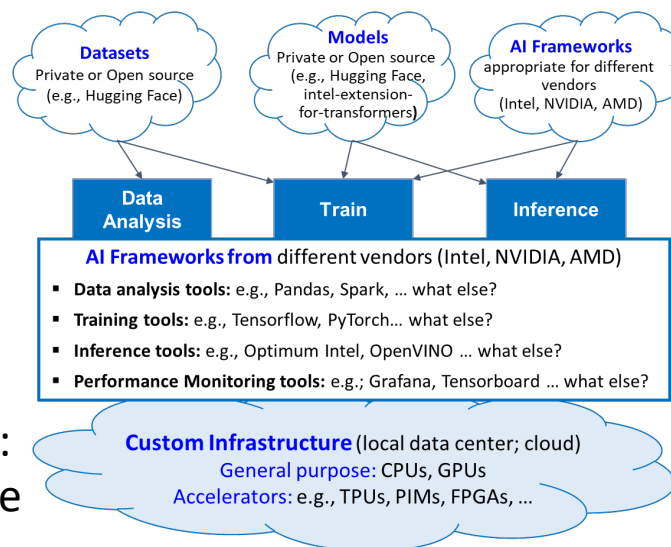 Datasets
Private or Open source
(e.g., Hugging Face)
Models
Private or Open source
(e.g., Hugging Face,
intel-extension-
for-transformers)
AI Frameworks
appropriate for different
vendors
(Intel, NVIDIA, AMD)
Data
Analysis
Train
Inference
AI Frameworks from different vendors (Intel, NVIDIA, AMD)
▪ Data analysis tools: e.g., Pandas, Spark, … what else?
▪ Training tools: e.g., Tensorflow, PyTorch… what else?
▪ Inference tools: e.g., Optimum Intel, OpenVINO … what else?
▪ Performance Monitoring tools: e.g.; Grafana, Tensorboard … what else?
:
e
Custom Infrastructure (local data center; cloud)
General purpose: CPUs, GPUs
Accelerators: e.g., TPUs, PIMs, FPGAs, …